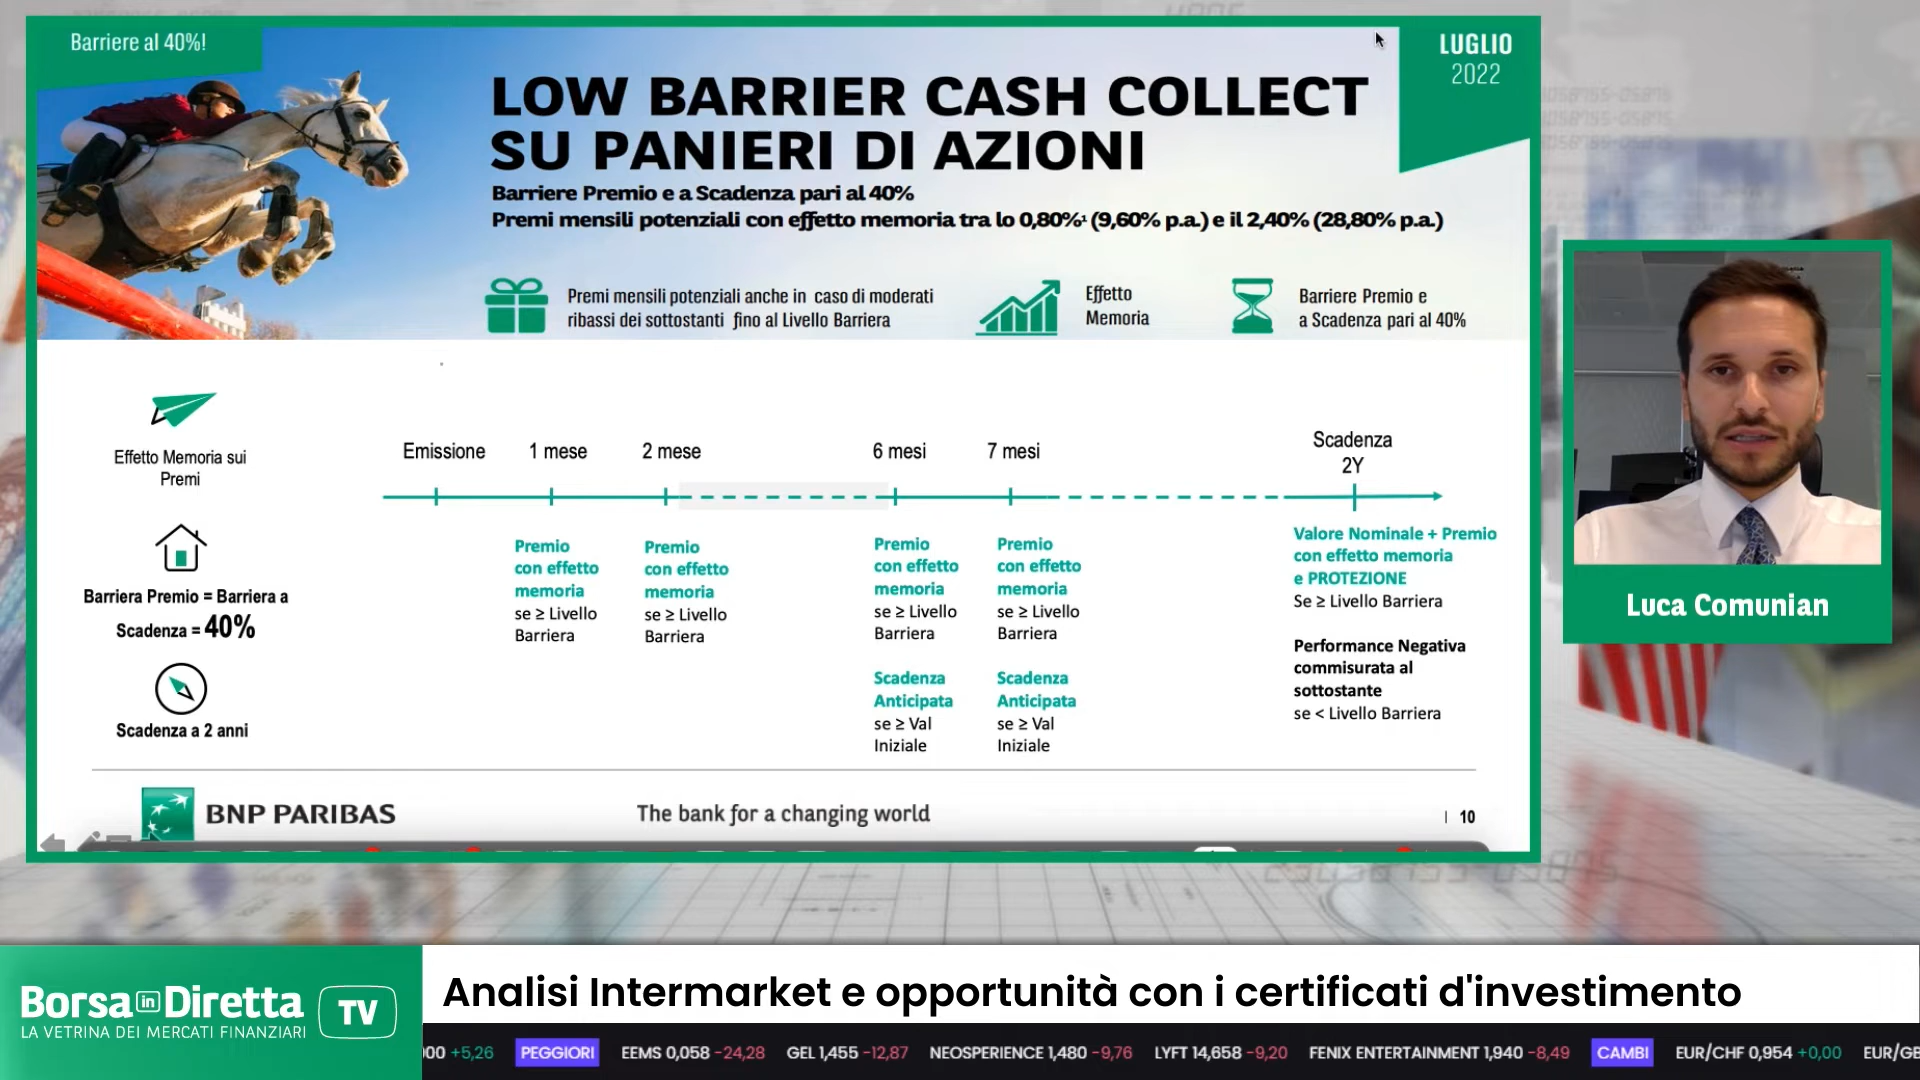 Barriere al 40%!
LUGLIO
2022
LOW BARRIER CASH COLLECT
SU PANIERI DI AZIONI
Barriere Premio e a Scadenza pari al 40%
Premi mensili potenziali con effetto memoria tra lo 0,80%¹ (9,60% p.a.) e il 2,40% (28,80% p.a.)
Premi mensili potenziali anche in caso di moderati
ribassi dei sottostanti fino al Livello Barriera
Effetto
Memoria
Barriere Premio e
a Scadenza pari al 40%
Effetto Memoria sui
Premi
Barriera Premio = Barriera a
Scadenza = 40%
Scadenza a 2 anni
Emissione
1 mese
2 mese
6 mesi
7 mesi
Scadenza
2Y
Premio
con effetto
memoria
se ≥ Livello
Barriera
Premio
con effetto
memoria
se ≥ Livello
Barriera
Premio
con effetto
memoria
se ≥ Livello
Barriera
Scadenza
Anticipata
se ≥ Val
Iniziale
Premio
con effetto
memoria
se ≥ Livello
Barriera
Scadenza
Anticipata
se ≥ Val
Iniziale
Valore Nominale + Premio
con effetto memoria
e PROTEZIONE
Se ≥ Livello Barriera
Performance Negativa
commisurata al
sottostante
se < Livello Barriera
BNP PARIBAS
The bank for a changing world
10
Luca Comunian
Borsa in Diretta TV
LA VETRINA DEI MERCATI FINANZIARI
Analisi Intermarket e opportunità con i certificati d'investimento
00 +5,26 PEGGIORI EEMS 0,058 -24,28 GEL 1,455 -12,87 NEOSPERIENCE 1,480 -9,76 LYFT 14,658 -9,20 FENIX ENTERTAINMENT 1,940 -8,49 CAMBI EUR/CHF 0,954 +0,00 EUR/GB